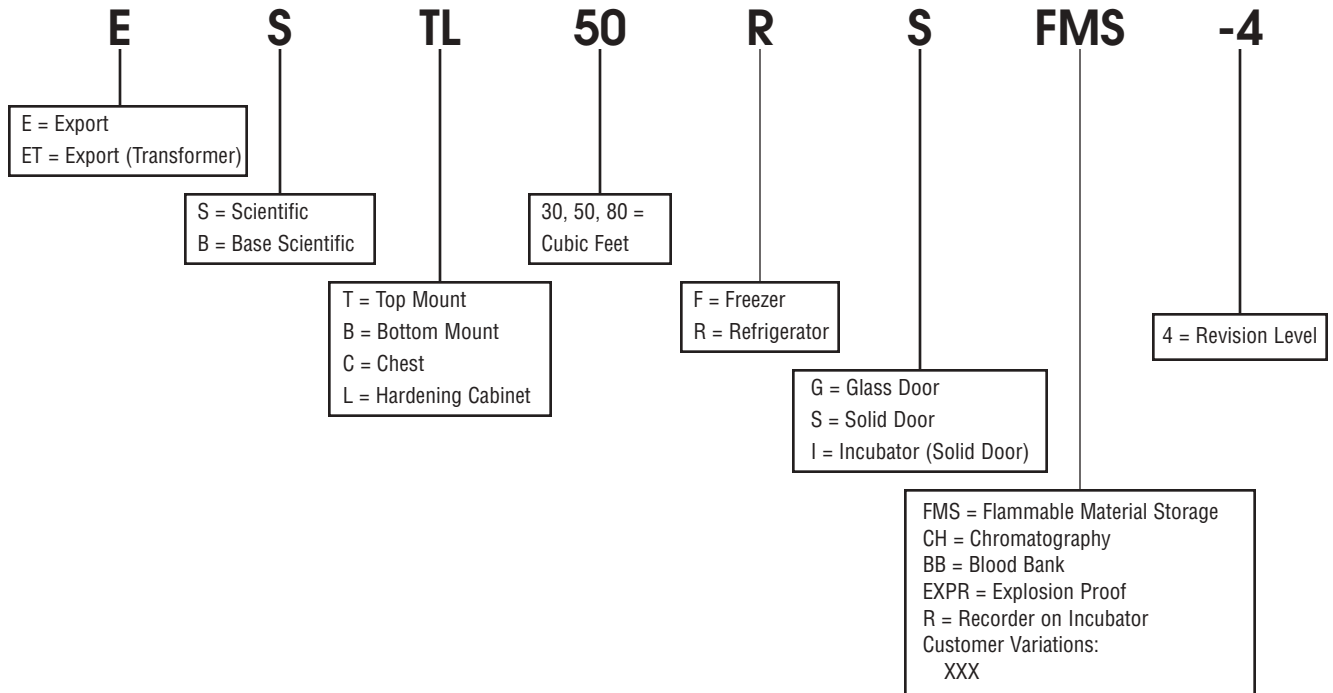 E S TL 50 R S FMS -4
E = Export
ET = Export (Transformer)
S = Scientific
B = Base Scientific
30, 50, 80 =
Cubic Feet
T = Top Mount
B = Bottom Mount
C = Chest
L = Hardening Cabinet
F = Freezer
R = Refrigerator
4 = Revision Level
G = Glass Door
S = Solid Door
I = Incubator (Solid Door)
FMS = Flammable Material Storage
CH = Chromatography
BB = Blood Bank
EXPR = Explosion Proof
R = Recorder on Incubator
Customer Variations:
XXX